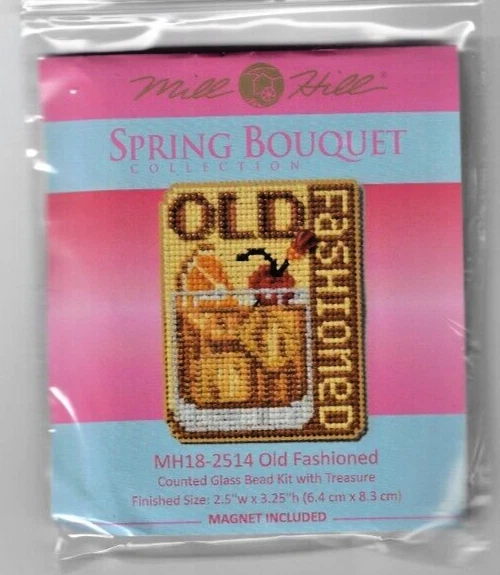 Mill Hill®
SPRING BOUQUET
COLLECTION
OLD
FASHIONED
MH18-2514 Old Fashioned
Counted Glass Bead Kit with Treasure
Finished Size: 2.5"w x 3.25"h (6.4 cm x 8.3 cm)
MAGNET INCLUDED